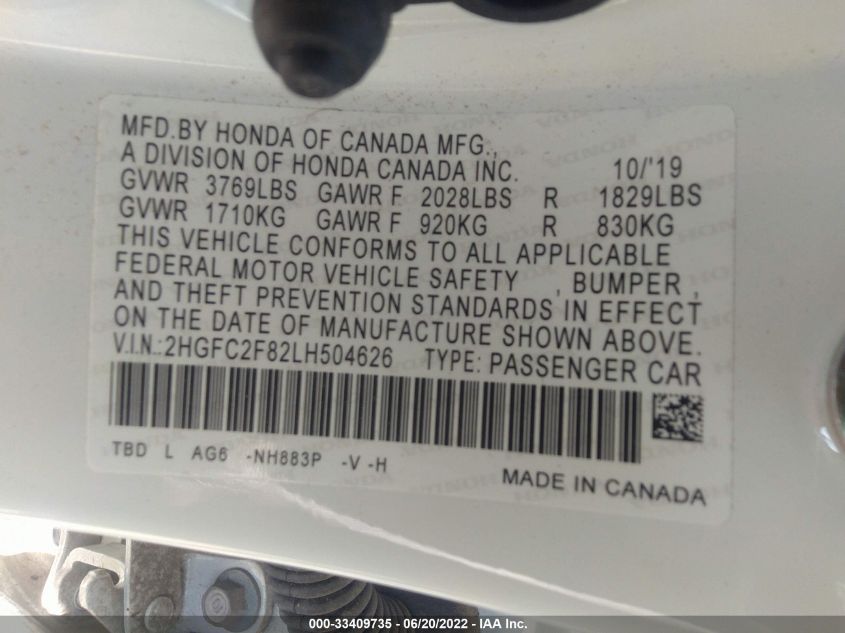 MFD.BY HONDA OF CANADA MFG.,
A DIVISION OF HONDA CANADA INC. 10/'19
GVWR 3769LBS GAWR F 2028LBS R 1829LBS
GVWR 1710KG GAWR F 920KG R 830KG
THIS VEHICLE CONFORMS TO ALL APPLICABLE
FEDERAL MOTOR VEHICLE SAFETY , BUMPER ,
AND THEFT PREVENTION STANDARDS IN EFFECT
ON THE DATE OF MANUFACTURE SHOWN ABOVE.
V.I.N.:2HGFC2F82LH504626 TYPE: PASSENGER CAR
TBD L AG6 -NH883P -V -H
MADE IN CANADA
000-33409735 - 06/20/2022 - IAA Inc.